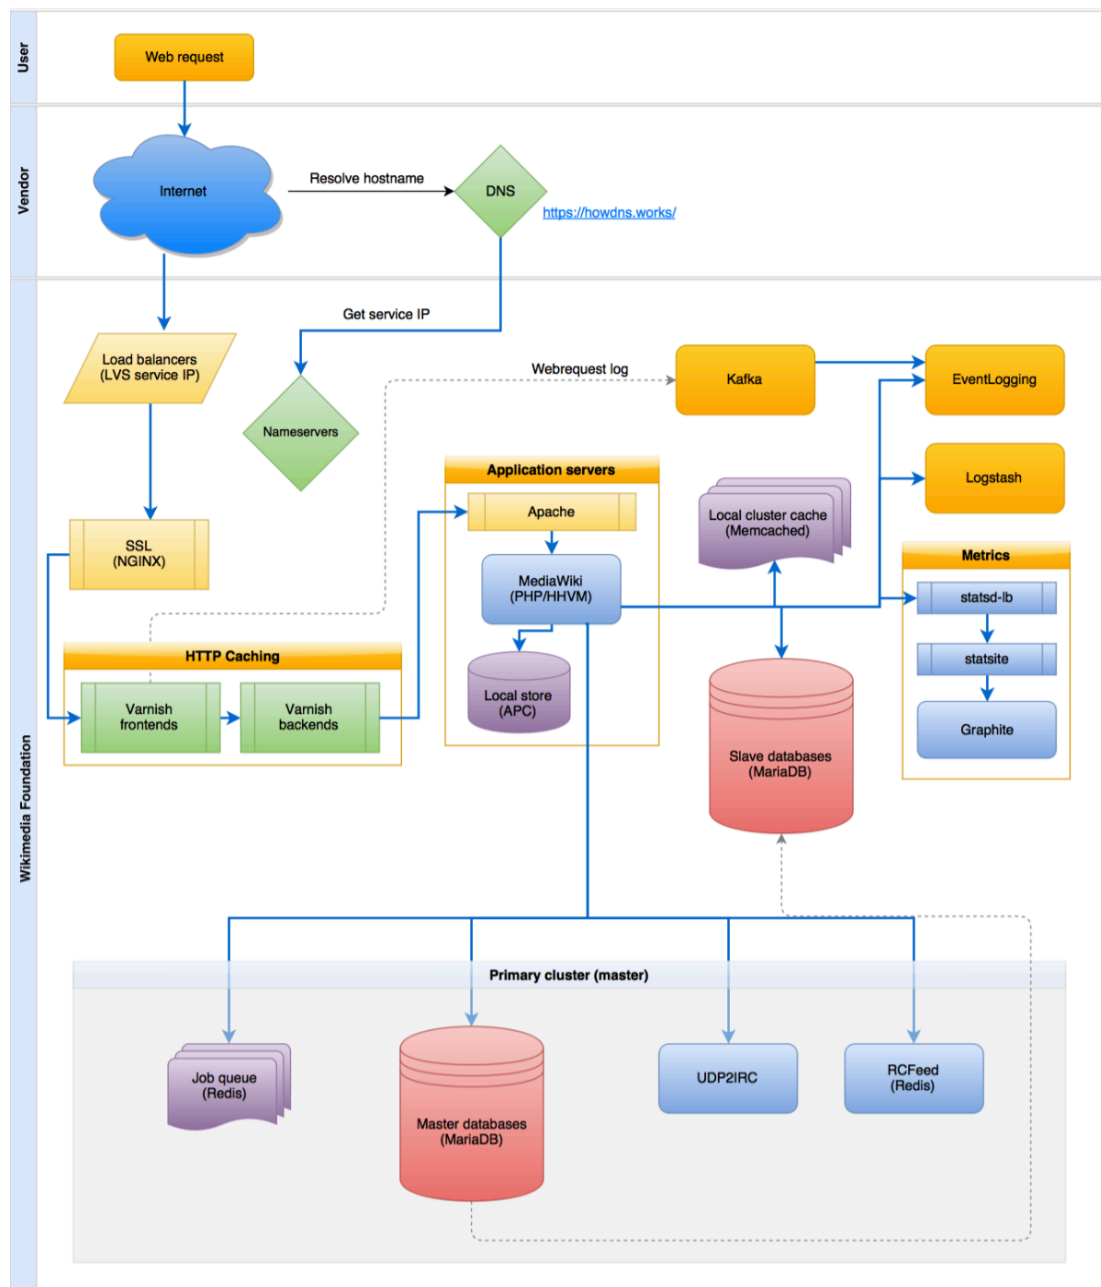 User
Web request
Vendor
Internet
Resolve hostname
DNS
https://howdns.works/
Wikimedia Foundation
Get service IP
Load balancers
(LVS service IP)
Nameservers
Webrequest log
Kafka
EventLogging
Logstash
Application servers
Apache
MediaWiki
(PHP/HHVM)
Local store
(APC)
Local cluster cache
(Memcached)
SSL
(NGINX)
Metrics
statsd-lb
statsite
Graphite
HTTP Caching
Varnish
frontends
Varnish
backends
Slave databases
(MariaDB)
Primary cluster (master)
Job queue
(Redis)
Master databases
(MariaDB)
UDP2IRC
RCFeed
(Redis)